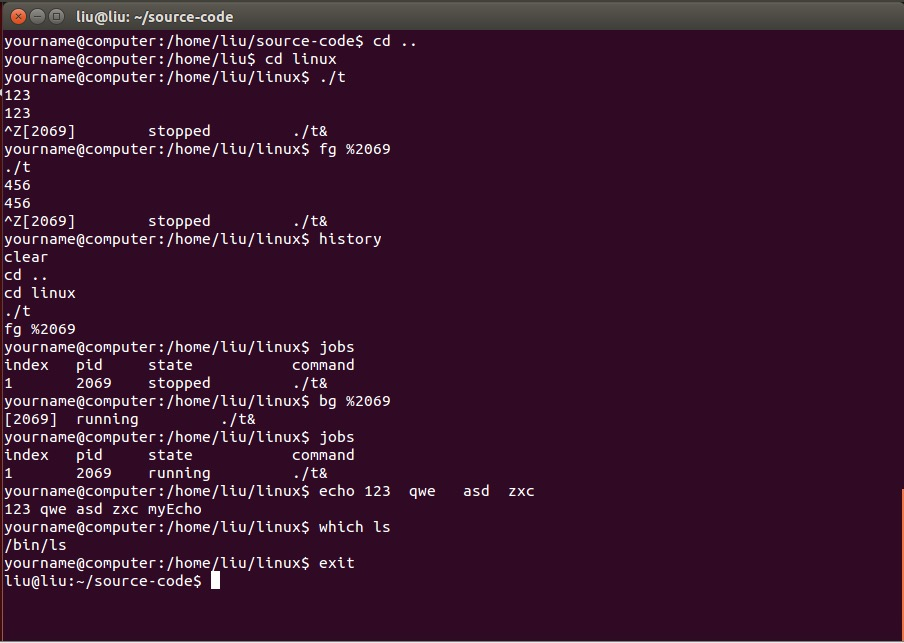 liu@liu: ~/source-code
yourname@computer:/home/liu/source-code$ cd ..
yourname@computer:/home/liu$ cd linux
yourname@computer:/home/liu/linux$ ./t
123
123
^Z[2069]        stopped         ./t&
yourname@computer:/home/liu/linux$ fg %2069
./t
456
456
^Z[2069]        stopped         ./t&
yourname@computer:/home/liu/linux$ history
clear
cd ..
cd linux
./t
fg %2069
yourname@computer:/home/liu/linux$ jobs
index   pid     state           command
1       2069    stopped         ./t&
yourname@computer:/home/liu/linux$ bg %2069
[2069]  running         ./t&
yourname@computer:/home/liu/linux$ jobs
index   pid     state           command
1       2069    running         ./t&
yourname@computer:/home/liu/linux$ echo 123  qwe   asd  zxc
123 qwe asd zxc myEcho
yourname@computer:/home/liu/linux$ which ls
/bin/ls
yourname@computer:/home/liu/linux$ exit
liu@liu:~/source-code$